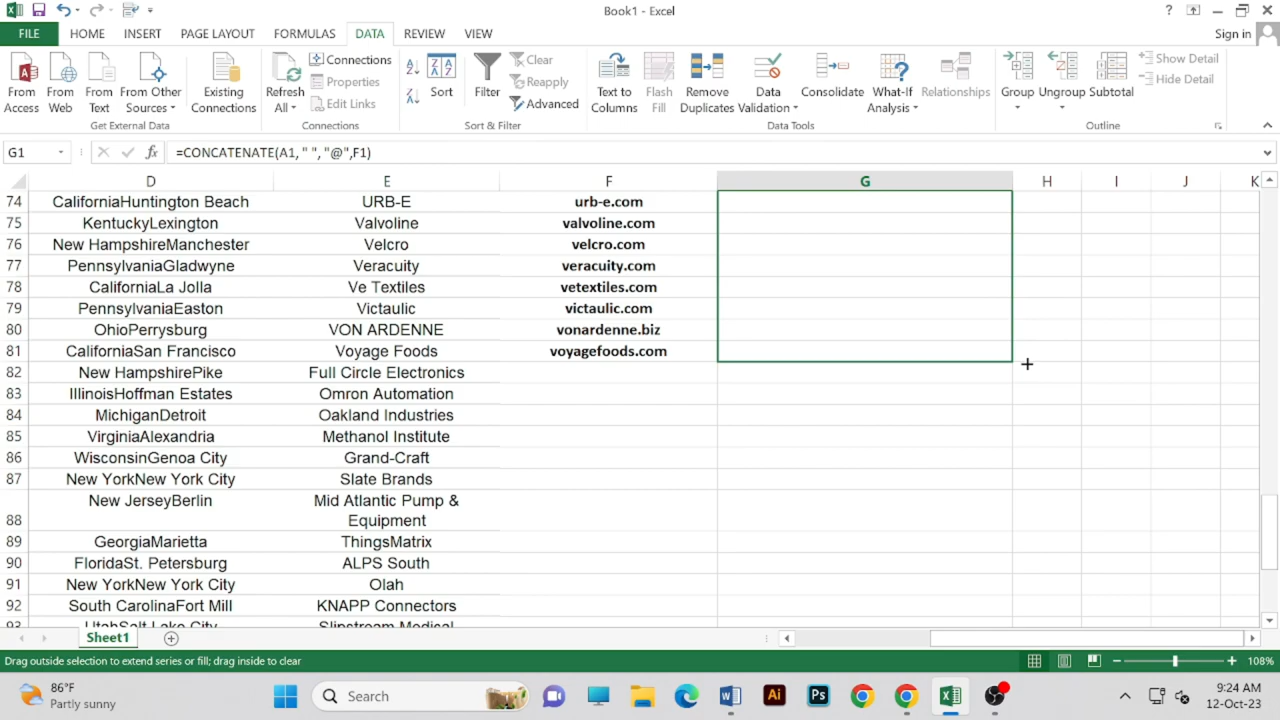 Book1 - Excel
?
FILE
HOME
INSERT
PAGE LAYOUT
FORMULAS
DATA
REVIEW
VIEW
Sign in
From Access
From Web
From Text
From Other Sources
Existing Connections
Get External Data
Refresh All
Connections
Properties
Edit Links
Connections
Sort
Filter
Clear
Reapply
Advanced
Sort & Filter
Text to Columns
Flash Fill
Remove Duplicates
Data Validation
Consolidate
What-If Analysis
Relationships
Data Tools
Group
Ungroup
Subtotal
Show Detail
Hide Detail
Outline
G1
fx
=CONCATENATE(A1," ", "@",F1)
D E F G H I J K
74 CaliforniaHuntington Beach URB-E urb-e.com
75 KentuckyLexington Valvoline valvoline.com
76 New HampshireManchester Velcro velcro.com
77 PennsylvaniaGladwyne Veracuity veracuity.com
78 CaliforniaLa Jolla Ve Textiles vetextiles.com
79 PennsylvaniaEaston Victaulic victaulic.com
80 OhioPerrysburg VON ARDENNE vonardenne.biz
81 CaliforniaSan Francisco Voyage Foods voyagefoods.com
82 New HampshirePike Full Circle Electronics
83 IllinoisHoffman Estates Omron Automation
84 MichiganDetroit Oakland Industries
85 VirginiaAlexandria Methanol Institute
86 WisconsinGenoa City Grand-Craft
87 New YorkNew York City Slate Brands
New JerseyBerlin Mid Atlantic Pump &
88 Equipment
89 GeorgiaMarietta ThingsMatrix
90 FloridaSt. Petersburg ALPS South
91 New YorkNew York City Olah
92 South CarolinaFort Mill KNAPP Connectors
93 UtahSalt Lake City Slipstream Medical
Sheet1
Drag outside selection to extend series or fill; drag inside to clear
108%
86°F
Partly sunny
Search
Ai
Ps
9:24 AM
12-Oct-23